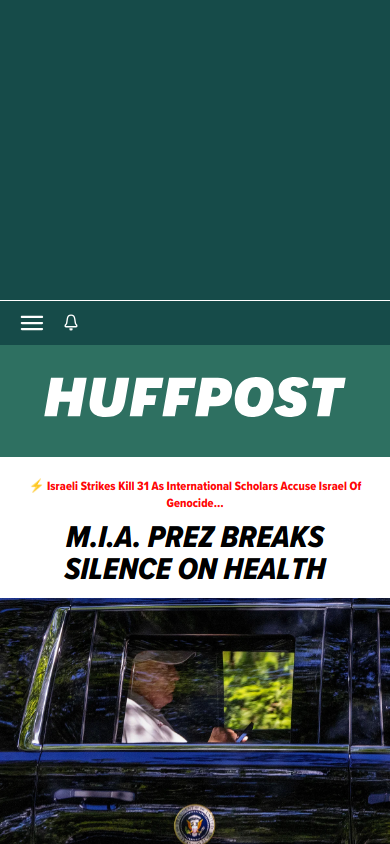 HUFFPOST
⚡ Israeli Strikes Kill 31 As International Scholars Accuse Israel Of
Genocide...
M.I.A. PREZ BREAKS
SILENCE ON HEALTH